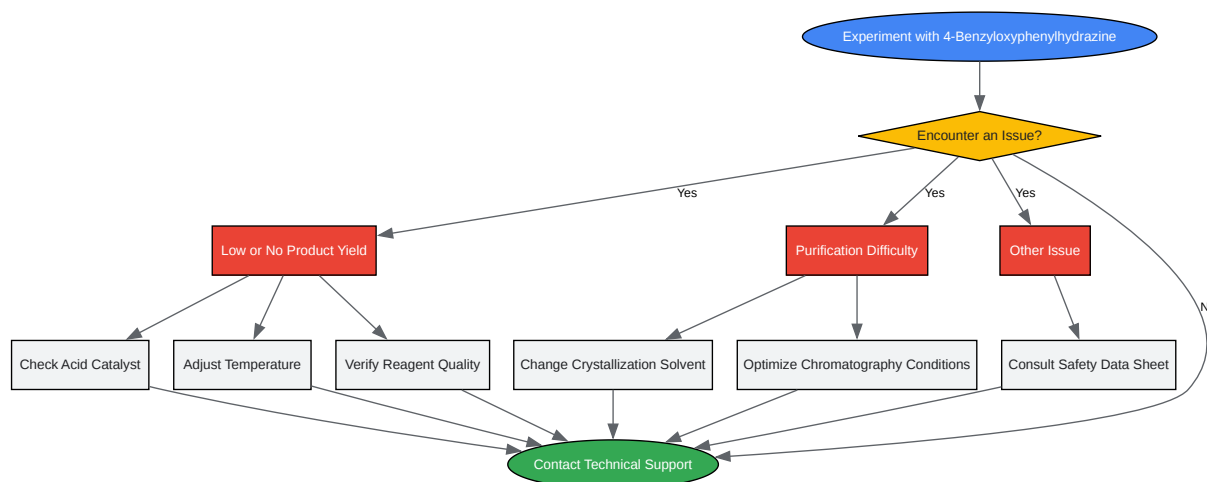 Experiment with 4-Benzyloxyphenylhydrazine
Encounter an Issue?
Yes
Yes
Yes
Low or No Product Yield
Purification Difficulty
Other Issue
N
Check Acid Catalyst
Adjust Temperature
Verify Reagent Quality
Change Crystallization Solvent
Optimize Chromatography Conditions
Consult Safety Data Sheet
Contact Technical Support